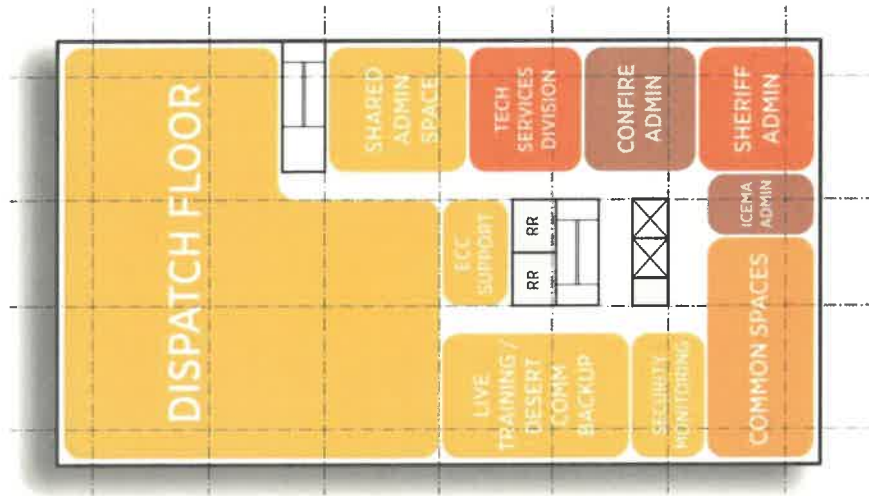 DISPATCH FLOOR
SHARED
ADMIN
SPACE
TECH
SERVICES
DIVISION
CONFIRE
ADMIN
SHERIFF
ADMIN
ICEMA
ADMIN
ECC
SUPPORT
RR
RR
LIVE
TRAINING /
DESERT
COMM
BACKUP
SECURITY
MONITORING
COMMON SPACES